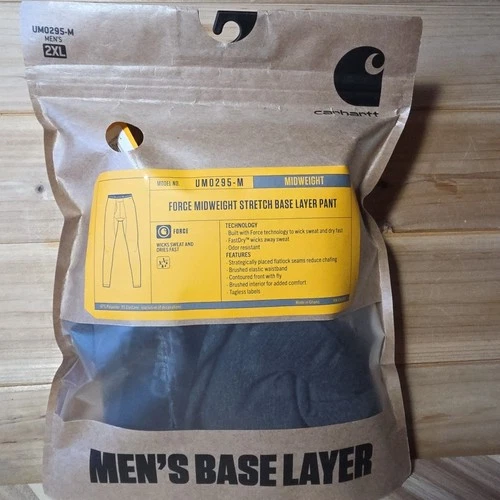 UM0295-M
MEN'S
2XL
carhartt
MODEL NO. UM0295-M MIDWEIGHT
FORCE MIDWEIGHT STRETCH BASE LAYER PANT
FORCE
WICKS SWEAT AND
DRIES FAST
TECHNOLOGY
- Built with Force technology to wick sweat and dry fast
- FastDry™ wicks away sweat
- Odor resistant
FEATURES
- Strategically placed flatlock seams reduce chafing
- Brushed elastic waistband
- Contoured front with fly
- Brushed interior for added comfort
- Tagless labels
MEN'S BASE LAYER